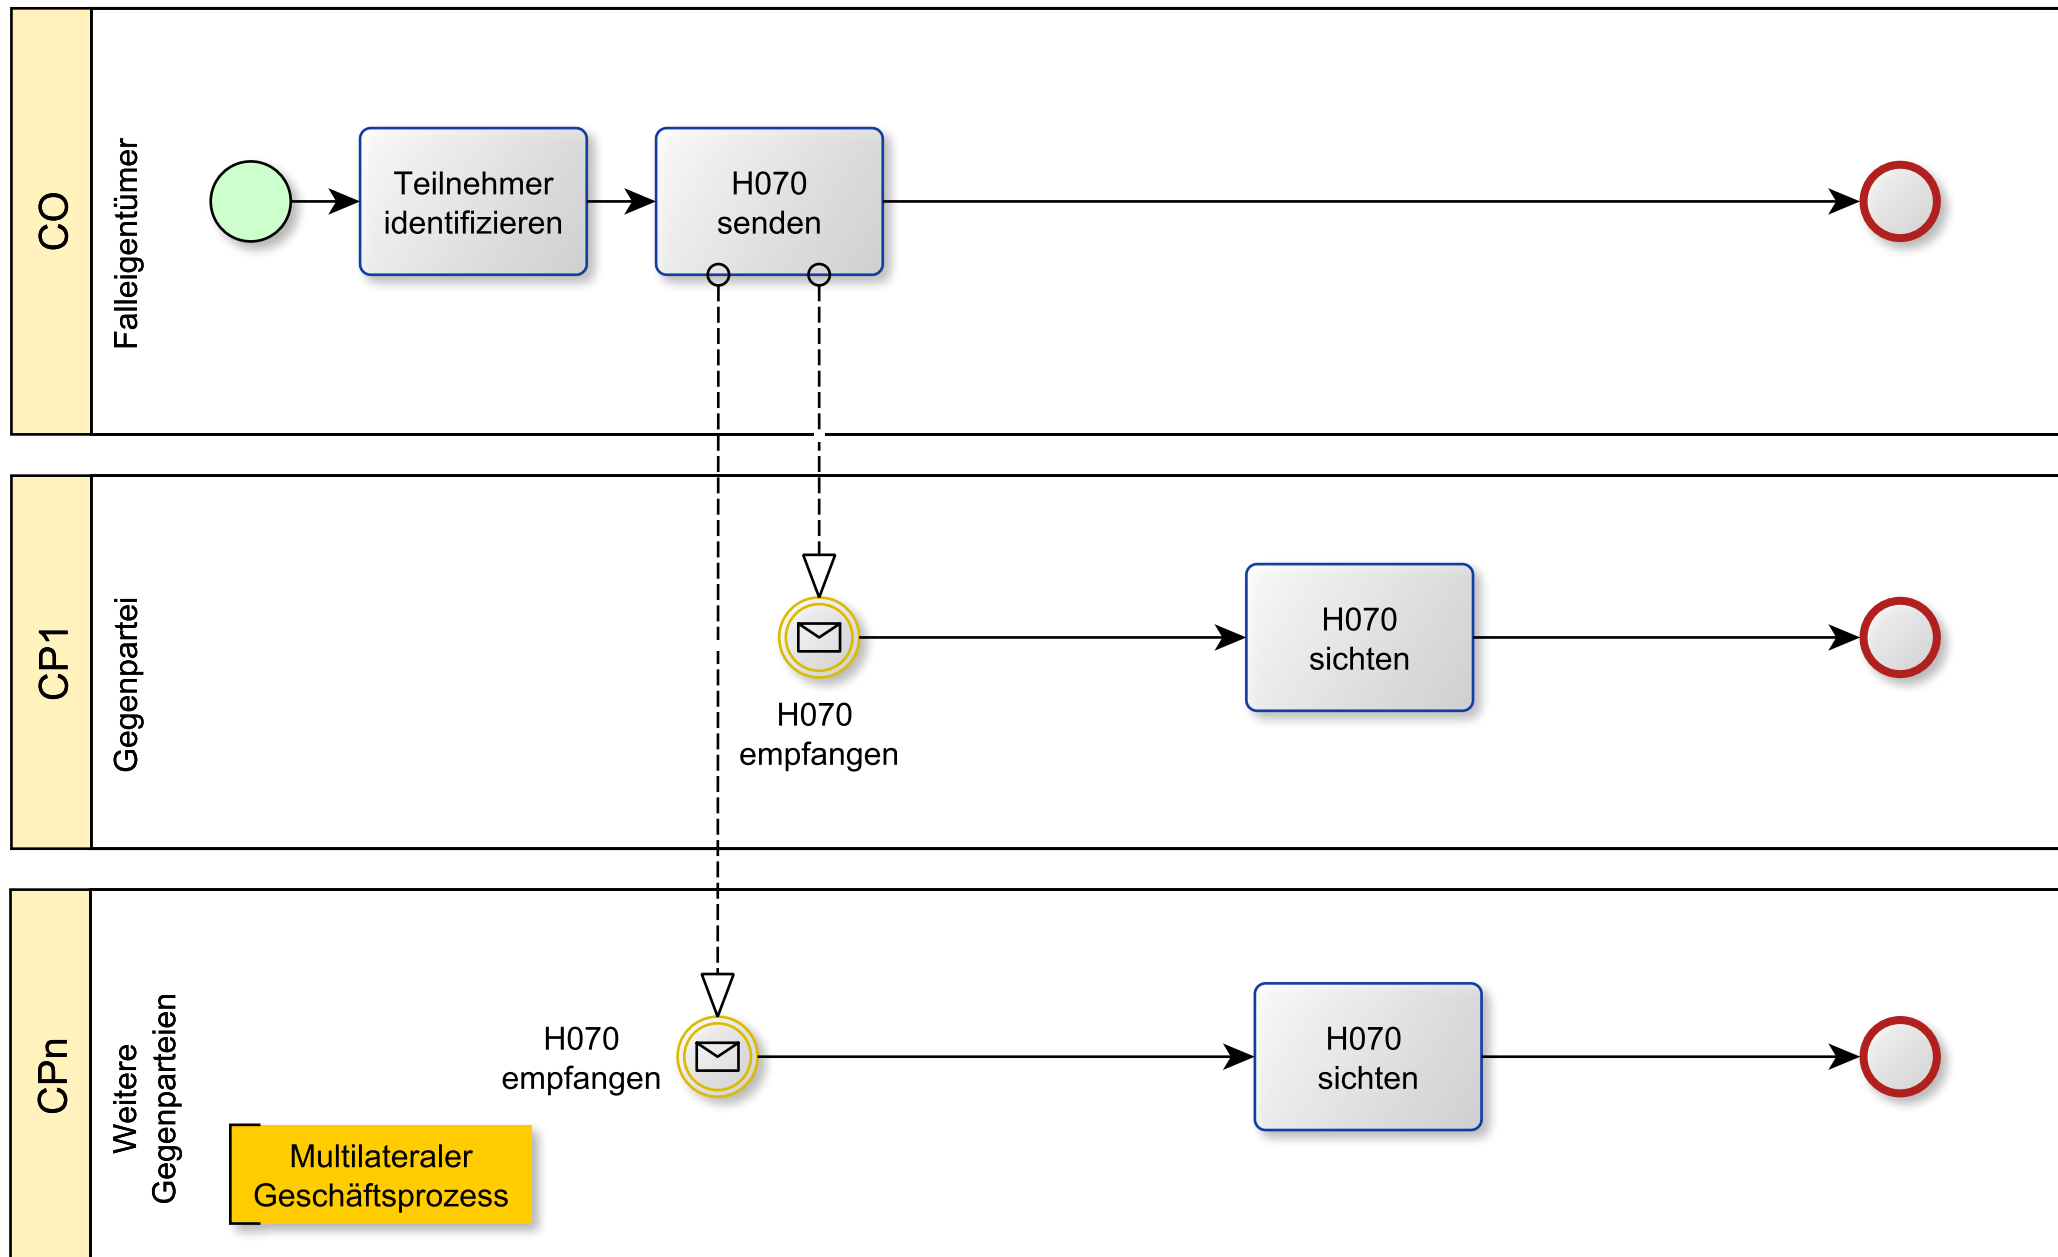 CO
Falleigentümer
Teilnehmer
identifizieren
H070
senden
CP1
Gegenpartei
H070
empfangen
H070
sichten
CPn
Weitere
Gegenparteien
H070
empfangen
H070
sichten
Multilateraler
Geschäftsprozess